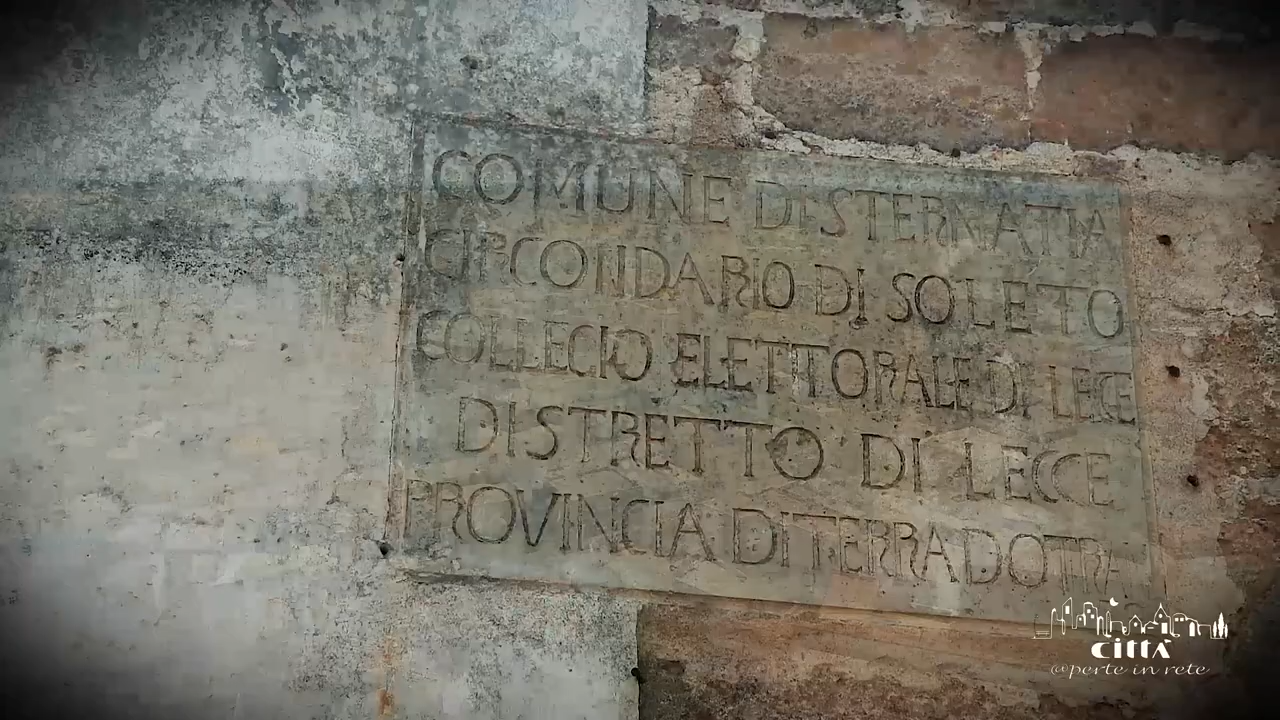 COMUNE DI STERNATIA
CIRCONDARIO DI SOLETO
COLLEGIO ELETTORALE DI LECCE
DISTRETTO DI LECCE
PROVINCIA DI TERRA DOTRA
CITTÀ
@perte in rete